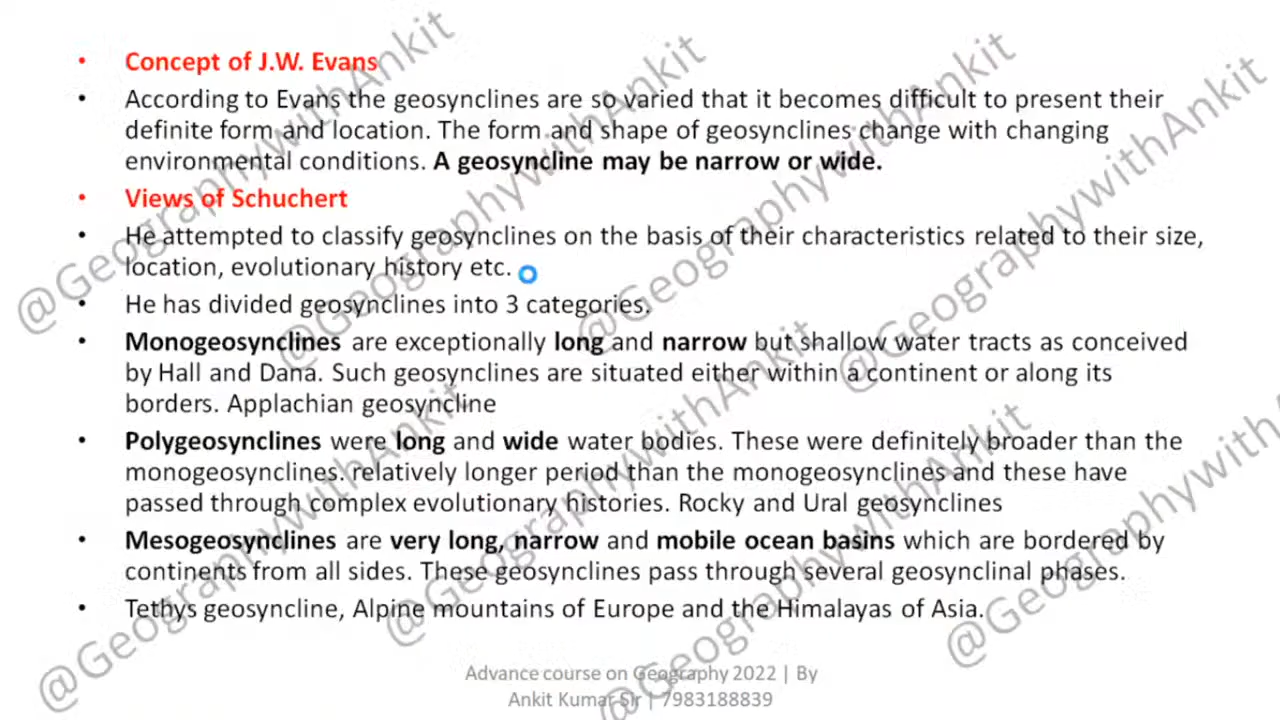 • Concept of J.W. Evans
• According to Evans the geosynclines are so varied that it becomes difficult to present their
definite form and location. The form and shape of geosynclines change with changing
environmental conditions. A geosyncline may be narrow or wide.
• Views of Schuchert
• He attempted to classify geosynclines on the basis of their characteristics related to their size,
location, evolutionary history etc.
• He has divided geosynclines into 3 categories.
• Monogeosynclines are exceptionally long and narrow but shallow water tracts as conceived
by Hall and Dana. Such geosynclines are situated either within a continent or along its
borders. Applachian geosyncline
• Polygeosynclines were long and wide water bodies. These were definitely broader than the
monogeosynclines. relatively longer period than the monogeosynclines and these have
passed through complex evolutionary histories. Rocky and Ural geosynclines
• Mesogeosynclines are very long, narrow and mobile ocean basins which are bordered by
continents from all sides. These geosynclines pass through several geosynclinal phases.
• Tethys geosyncline, Alpine mountains of Europe and the Himalayas of Asia.
Advance course on Geography 2022 | By
Ankit Kumar Sir | 7983188839
@GeographywithAnkit
@GeographywithAnkit
@GeographywithAnkit
@GeographywithAnkit
@GeographywithAnkit
@GeographywithAnkit
@GeographywithAnkit
@GeographywithAnkit